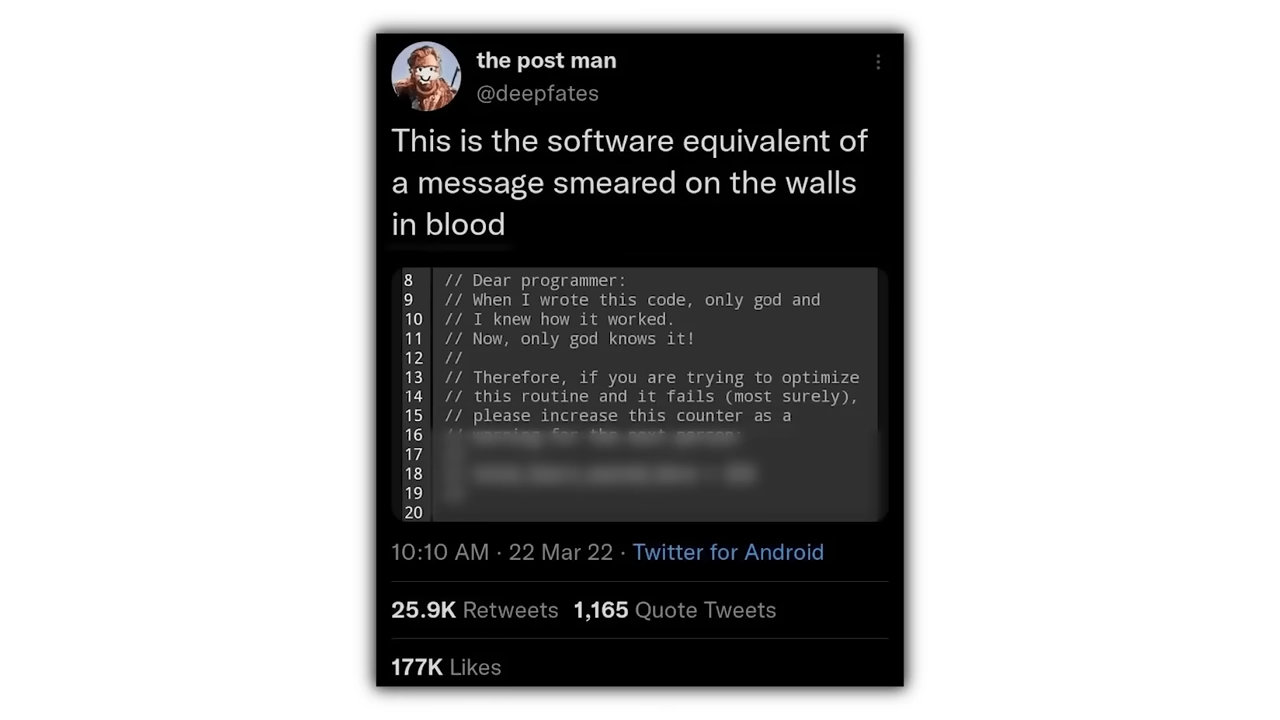 the post man
@deepfates
This is the software equivalent of
a message smeared on the walls
in blood
8 // Dear programmer:
9 // When I wrote this code, only god and
10 // I knew how it worked.
11 // Now, only god knows it!
12 //
13 // Therefore, if you are trying to optimize
14 // this routine and it fails (most surely),
15 // please increase this counter as a
16
17
18
19
20
10:10 AM · 22 Mar 22 · Twitter for Android
25.9K Retweets 1,165 Quote Tweets
177K Likes